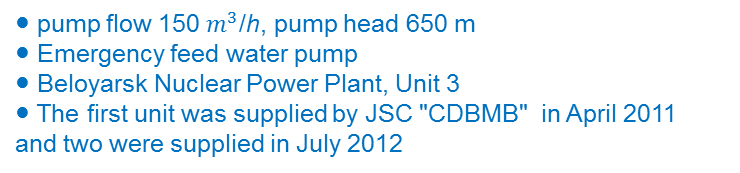 ● pump flow 150 m³/h, pump head 650 m
● Emergency feed water pump
● Beloyarsk Nuclear Power Plant, Unit 3
● The first unit was supplied by JSC "CDBMB" in April 2011
and two were supplied in July 2012